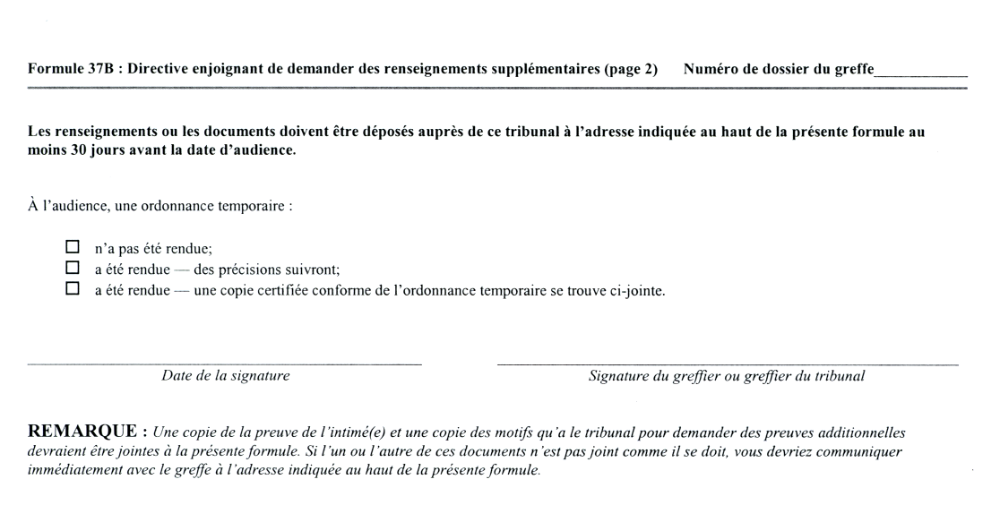 Formule 37B : Directive enjoignant de demander des renseignements supplémentaires (page 2) Numéro de dossier du greffe
Les renseignements ou les documents doivent être déposés auprès de ce tribunal à l'adresse indiquée au haut de la présente formule au
moins 30 jours avant la date d'audience.
À l'audience, une ordonnance temporaire :
☐ n'a pas été rendue;
☐ a été rendue — des précisions suivront;
☐ a été rendue — une copie certifiée conforme de l'ordonnance temporaire se trouve ci-jointe.
Date de la signature Signature du greffier ou greffier du tribunal
REMARQUE : Une copie de la preuve de l'intimé(e) et une copie des motifs qu'a le tribunal pour demander des preuves additionnelles
devraient être jointes à la présente formule. Si l'un ou l'autre de ces documents n'est pas joint comme il se doit, vous devriez communiquer
immédiatement avec le greffe à l'adresse indiquée au haut de la présente formule.